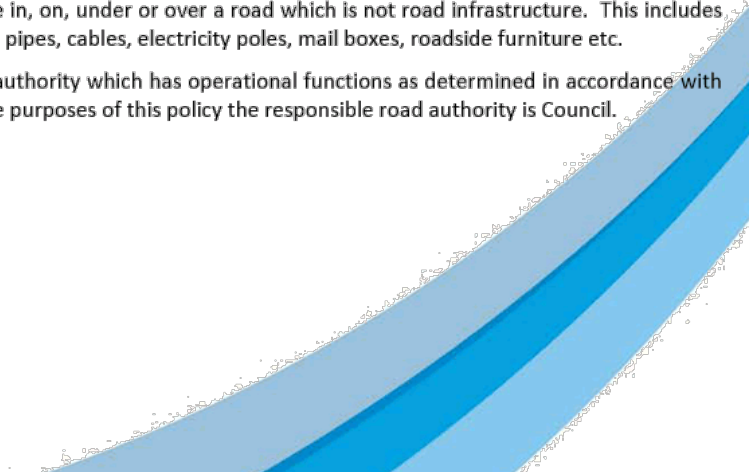 e in, on, under or over a road which is not road infrastructure. This includes
pipes, cables, electricity poles, mail boxes, roadside furniture etc.
authority which has operational functions as determined in accordance with
e purposes of this policy the responsible road authority is Council.